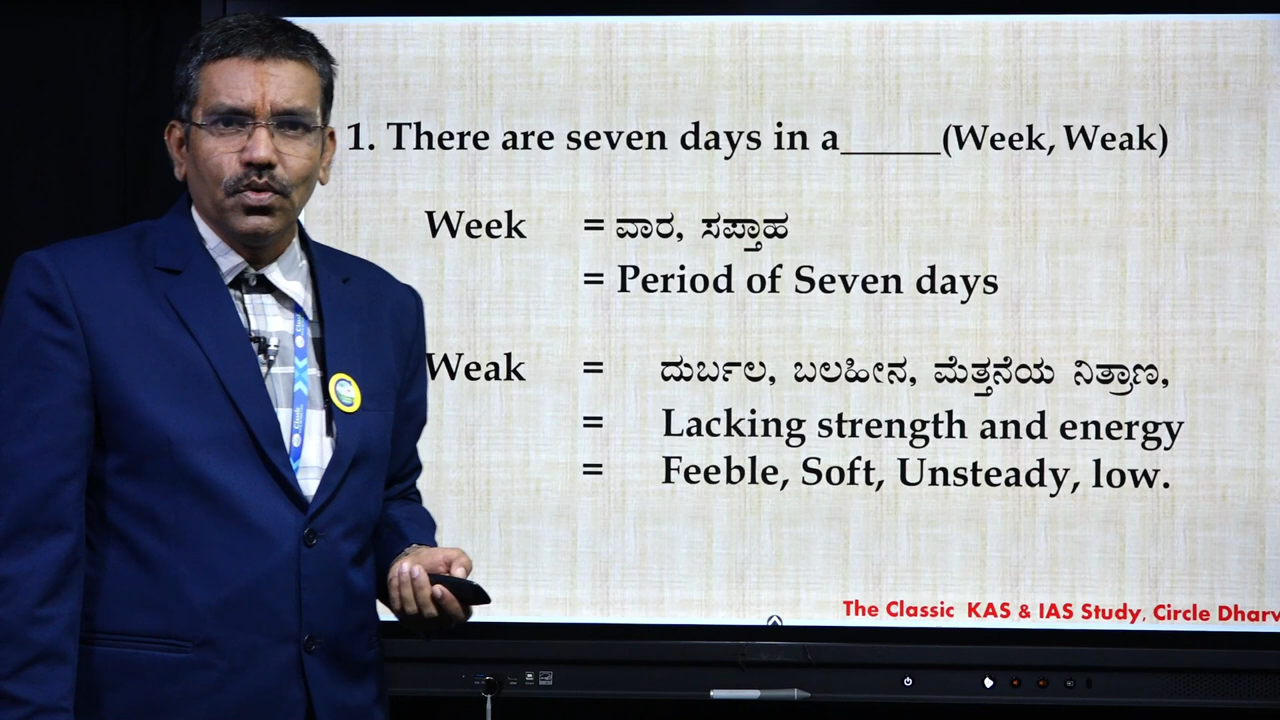 1. There are seven days in a_____(Week, Weak)
Week = ವಾರ, ಸಪ್ತಾಹ
= Period of Seven days
Weak = ದುರ್ಬಲ, ಬಲಹೀನ, ಮೆತ್ತನೆಯ ನಿತ್ರಾಣ,
= Lacking strength and energy
= Feeble, Soft, Unsteady, low.
The Classic KAS & IAS Study, Circle Dharv